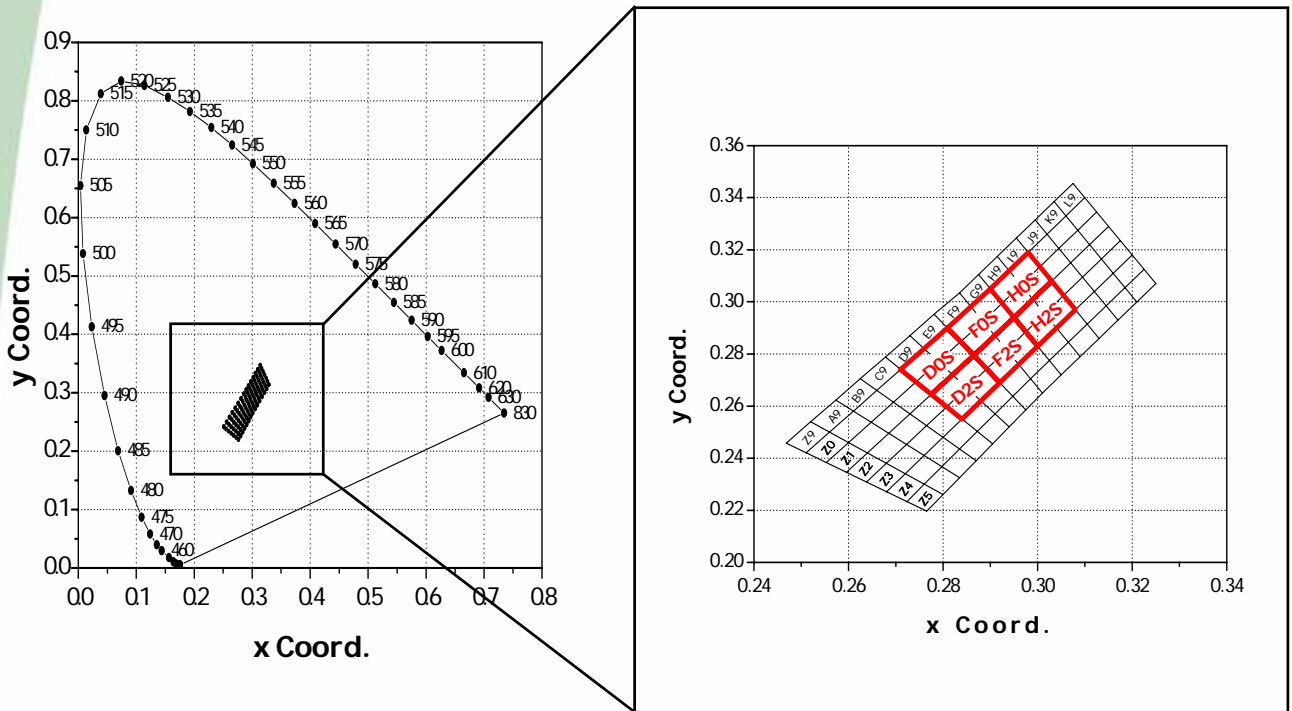 0.9
0.8
0.7
0.6
0.5
0.4
0.3
0.2
0.1
0.0
y Coord.
520
525
515
530
535
510
540
545
550
505
555
560
565
500
570
575
580
495
585
590
595
600
490
610
620
630
830
485
480
475
470
460
0.0 0.1 0.2 0.3 0.4 0.5 0.6 0.7 0.8
x Coord.
0.36
0.34
0.32
0.30
0.28
0.26
0.24
0.22
0.20
y Coord.
L9
K9
J9
I9
H9
G9
F9
E9
D9
C9
B9
A9
Z9
Z0
Z1
Z2
Z3
Z4
Z5
H0S
F0S
D0S
H2S
F2S
D2S
0.24 0.26 0.28 0.30 0.32 0.34
x Coord.